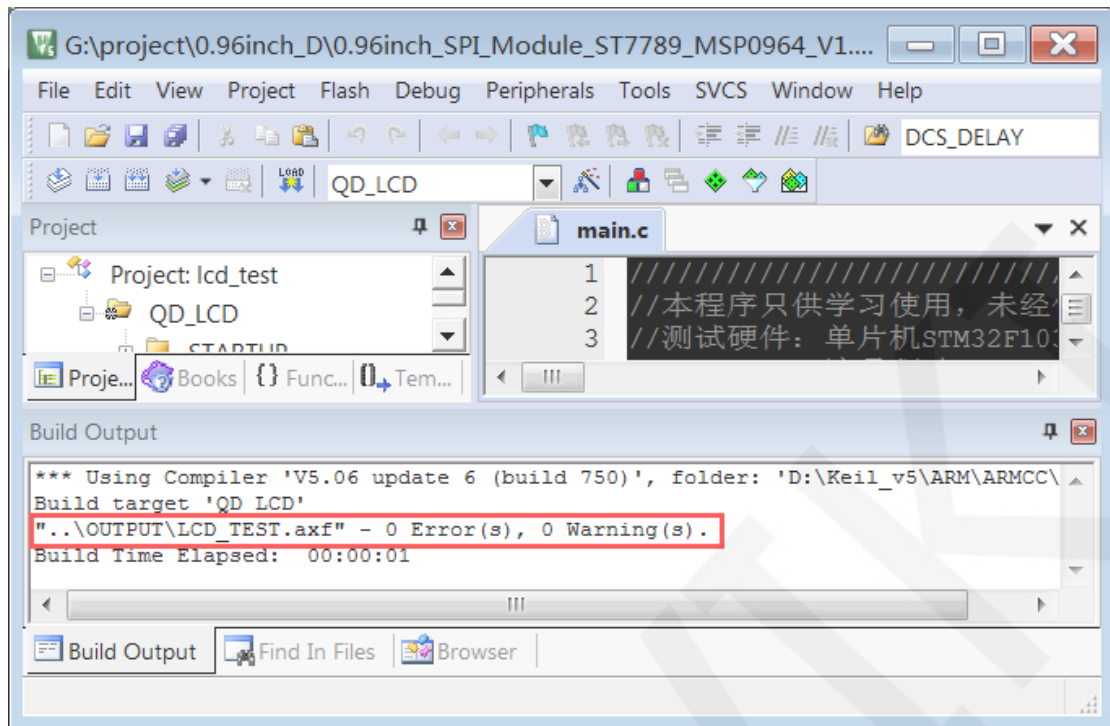 G:\project\0.96inch_D\0.96inch_SPI_Module_ST7789_MSP0964_V1....
File Edit View Project Flash Debug Peripherals Tools SVCS Window Help
DCS_DELAY
LOAD QD_LCD
Project
Project: lcd_test
QD_LCD
STARTUP
Proje... Books {} Func... 0 Tem...
main.c
1 ////////////////////////////
2 //本程序只供学习使用，未经
3 //测试硬件：单片机STM32F103
Build Output
*** Using Compiler 'V5.06 update 6 (build 750)', folder: 'D:\Keil_v5\ARM\ARMCC\
Build target 'QD LCD'
"..\OUTPUT\LCD_TEST.axf" - 0 Error(s), 0 Warning(s).
Build Time Elapsed: 00:00:01
Build Output Find In Files Browser